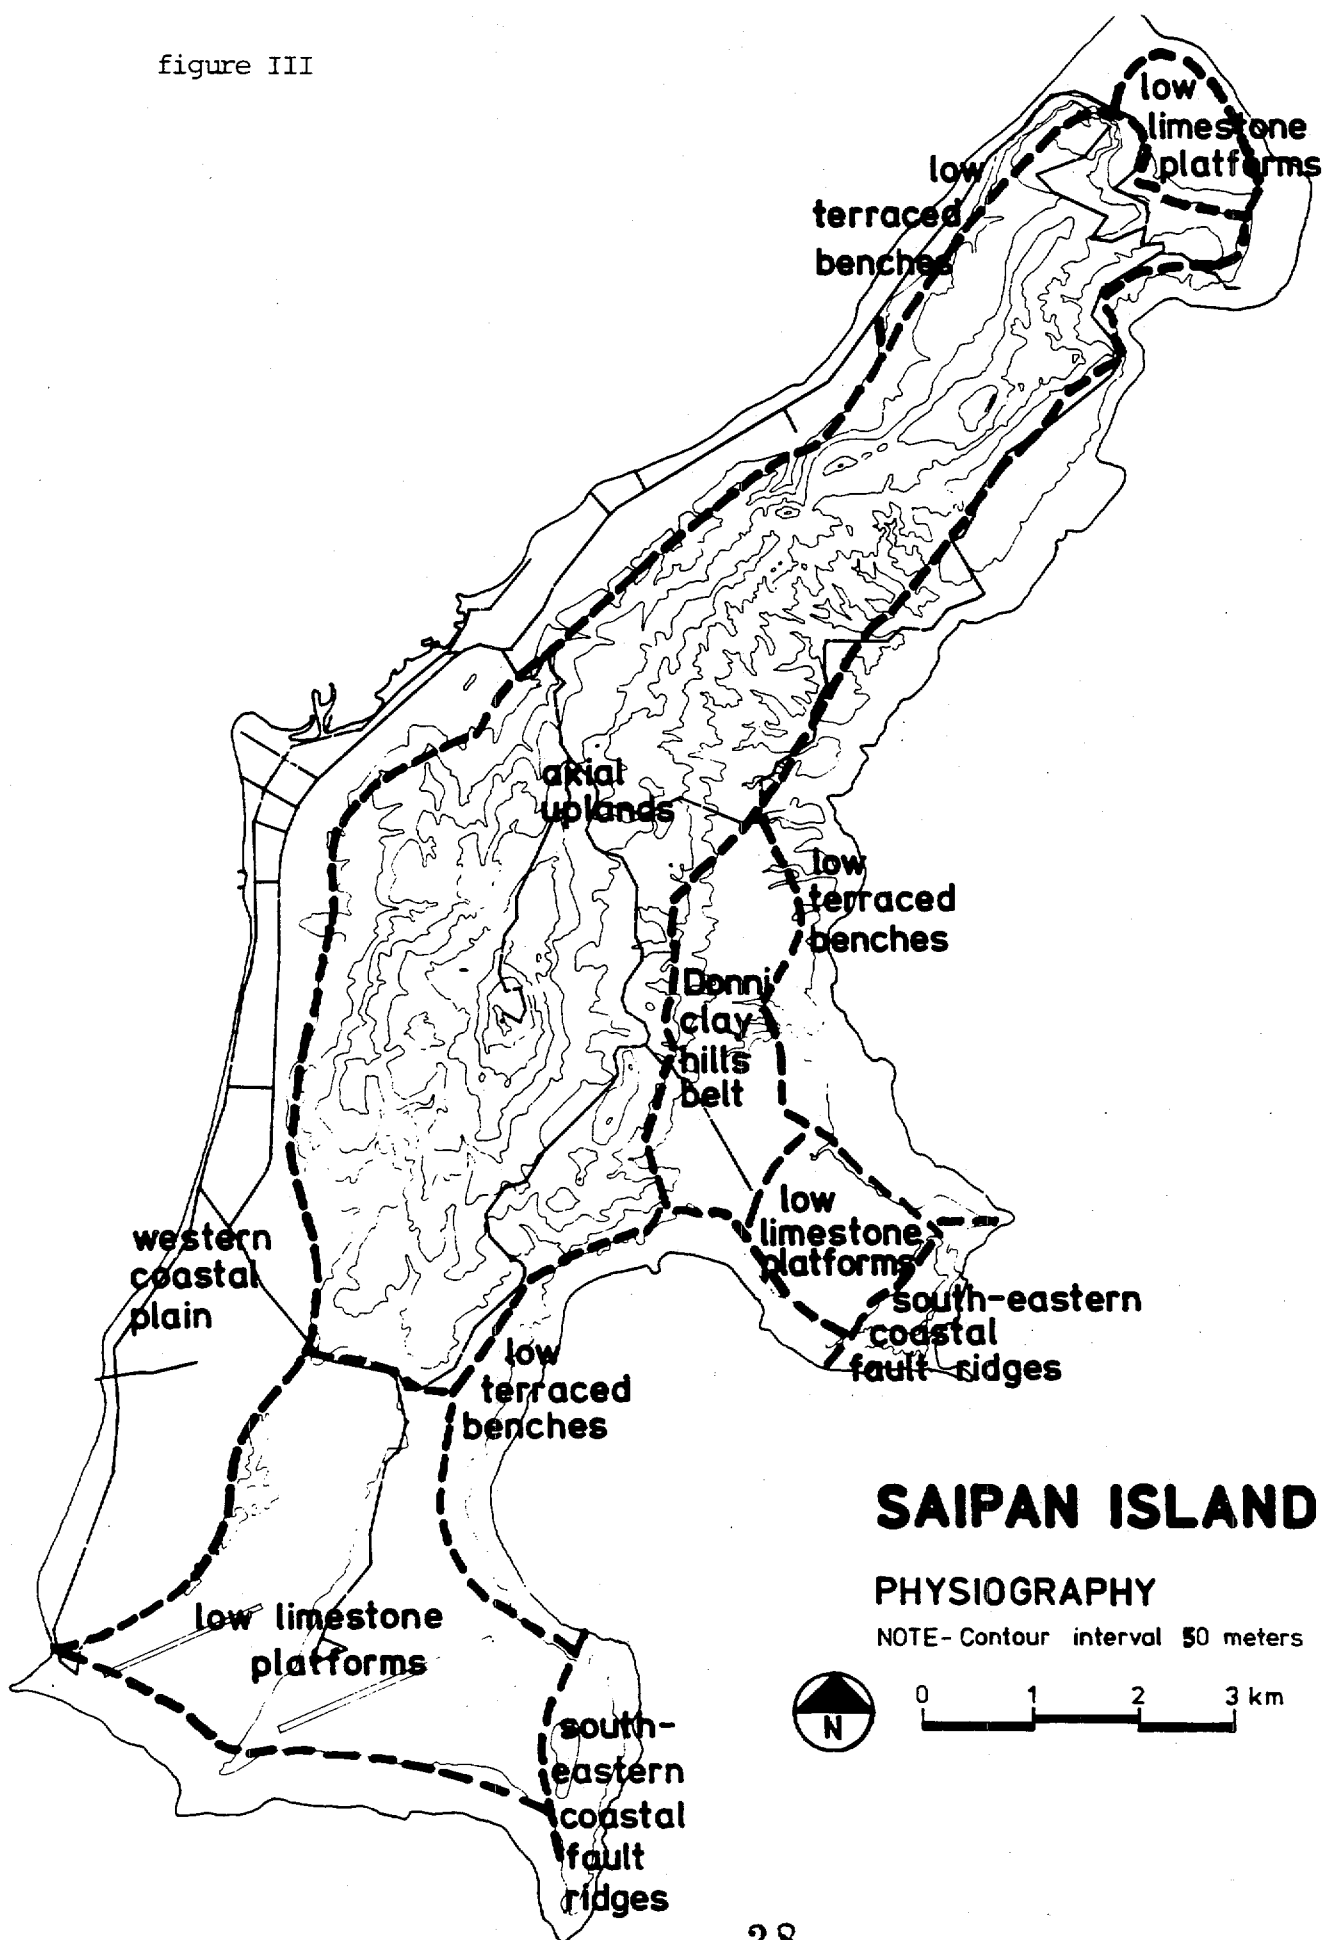 figure III
low
limestone
platforms
low
terraced
benches
axial
uplands
low
terraced
benches
Donni
clay
hills
belt
low
limestone
platforms
western
coastal
plain
south-eastern
coastal
fault ridges
low
terraced
benches
SAIPAN ISLAND
PHYSIOGRAPHY
NOTE- Contour interval 50 meters
N
0 1 2 3 km
low limestone
platforms
south-
eastern
coastal
fault
ridges
28